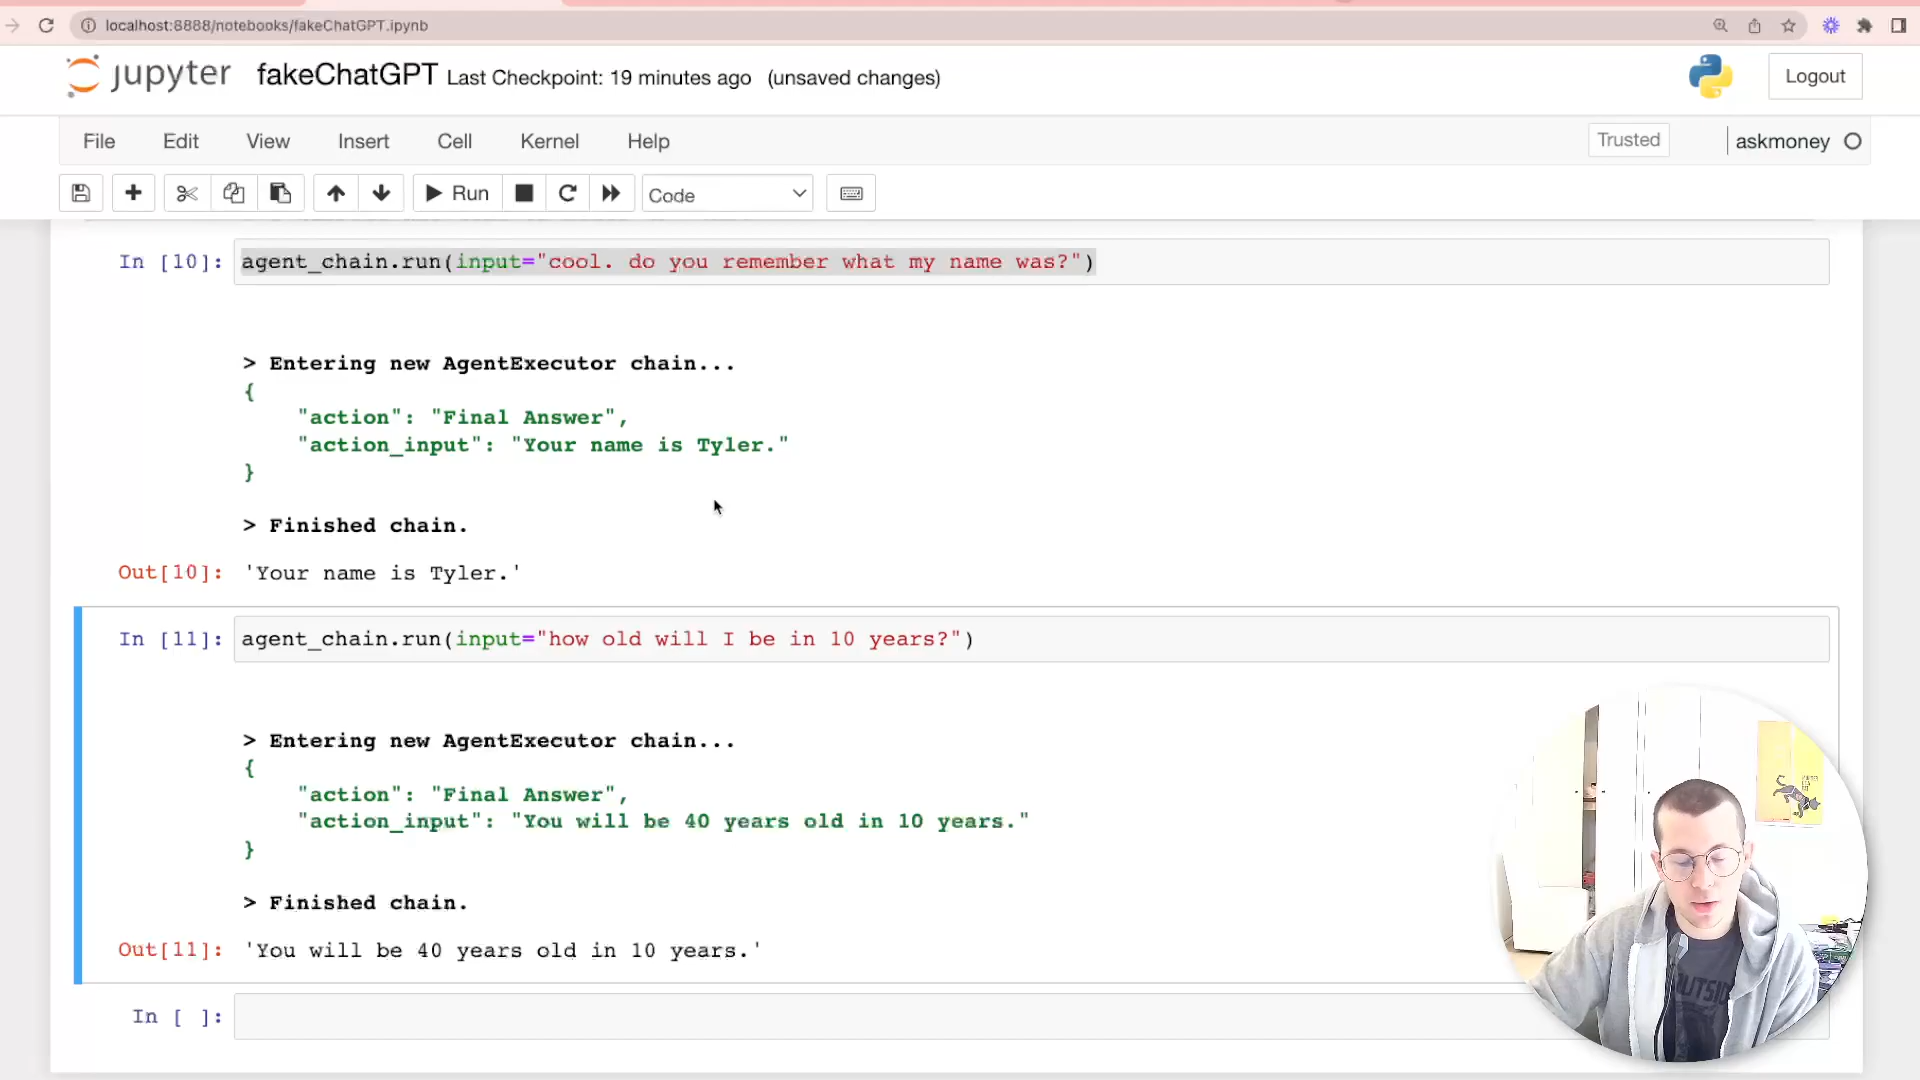 localhost:8888/notebooks/fakeChatGPT.ipynb
jupyter fakeChatGPT Last Checkpoint: 19 minutes ago (unsaved changes)
Logout
File Edit View Insert Cell Kernel Help
Trusted
askmoney
Run
Code
In [10]: agent_chain.run(input="cool. do you remember what my name was?")
> Entering new AgentExecutor chain...
{
"action": "Final Answer",
"action_input": "Your name is Tyler."
}
> Finished chain.
Out[10]: 'Your name is Tyler.'
In [11]: agent_chain.run(input="how old will I be in 10 years?")
> Entering new AgentExecutor chain...
{
"action": "Final Answer",
"action_input": "You will be 40 years old in 10 years."
}
> Finished chain.
Out[11]: 'You will be 40 years old in 10 years.'
In [ ]: